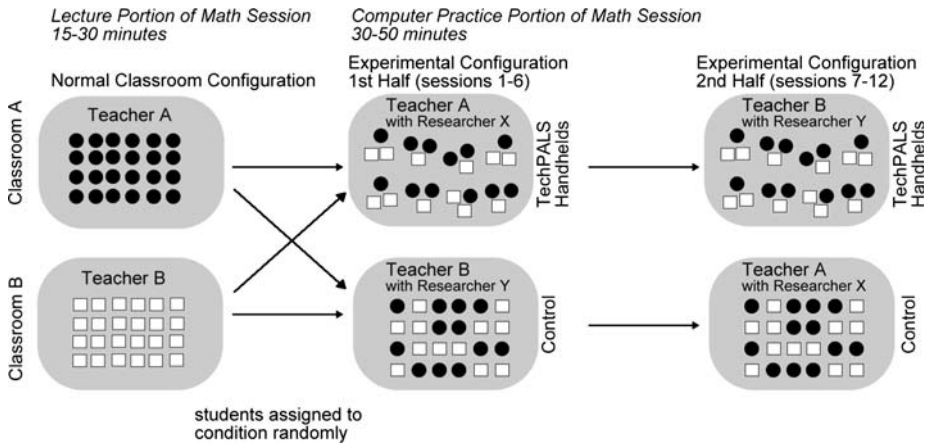 Lecture Portion of Math Session
15-30 minutes
Computer Practice Portion of Math Session
30-50 minutes
Normal Classroom Configuration
Experimental Configuration
1st Half (sessions 1-6)
Experimental Configuration
2nd Half (sessions 7-12)
Classroom A
Teacher A
Teacher A
with Researcher X
TechPALS
Handhelds
Teacher B
with Researcher Y
TechPALS
Handhelds
Classroom B
Teacher B
Teacher B
with Researcher Y
Control
Teacher A
with Researcher X
Control
students assigned to
condition randomly